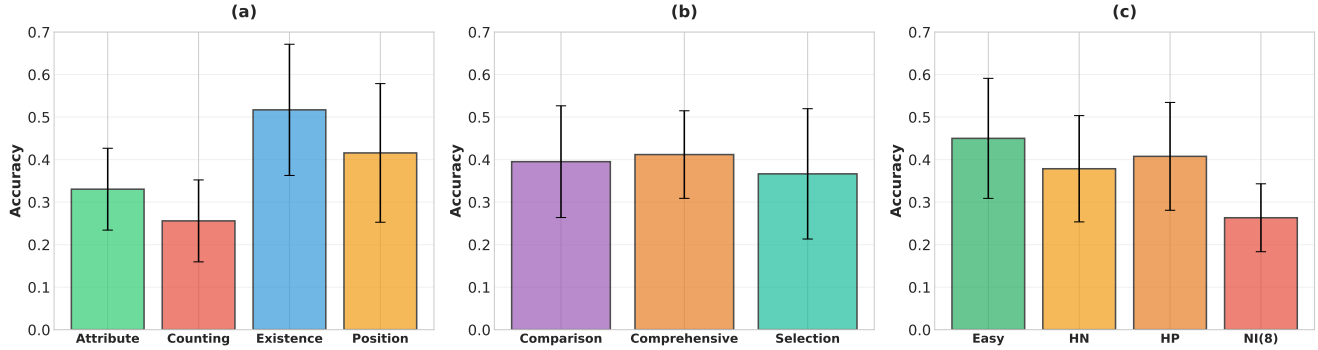 (a)
Accuracy
0.7
0.6
0.5
0.4
0.3
0.2
0.1
0.0
Attribute Counting Existence Position
(b)
Accuracy
0.7
0.6
0.5
0.4
0.3
0.2
0.1
0.0
Comparison Comprehensive Selection
(c)
Accuracy
0.7
0.6
0.5
0.4
0.3
0.2
0.1
0.0
Easy HN HP NI(8)